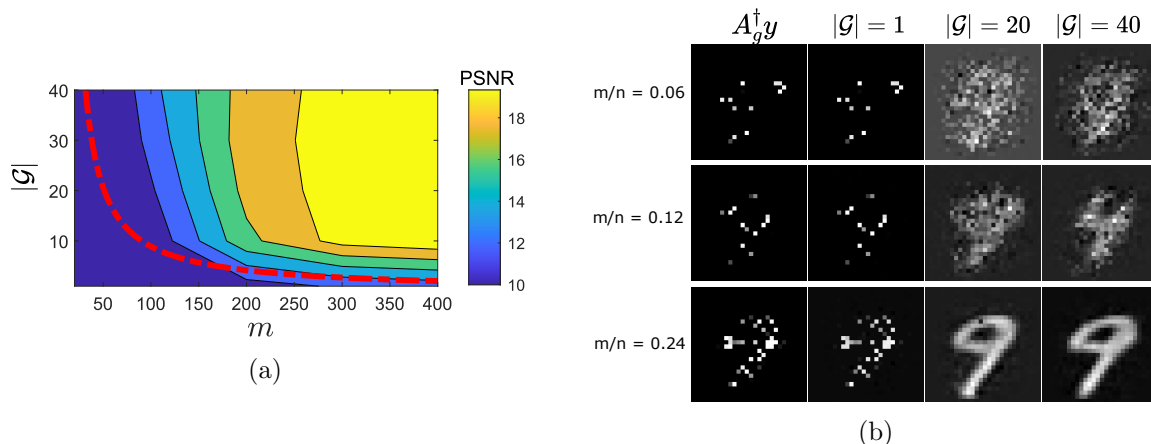 PSNR
40
30
20
10
|𝒢|
50 100 150 200 250 300 350 400
m
18
16
14
12
10
(a)
A_g^† y |𝒢| = 1 |𝒢| = 20 |𝒢| = 40
m/n = 0.06
m/n = 0.12
m/n = 0.24
(b)